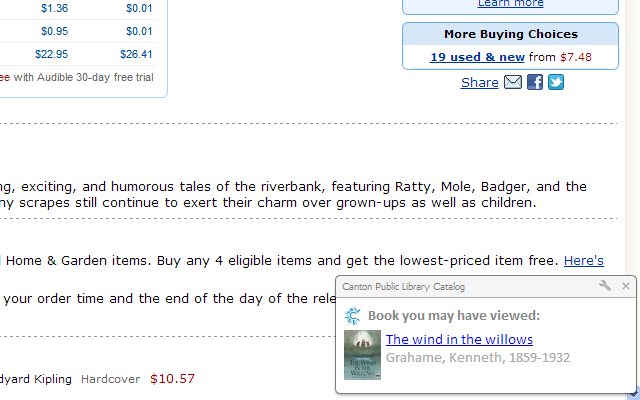 Learn more
$1.36 $0.01
$0.95 $0.01
$22.95 $26.41
ee with Audible 30-day free trial
More Buying Choices
19 used & new from $7.48
Share
ng, exciting, and humorous tales of the riverbank, featuring Ratty, Mole, Badger, and the
ny scrapes still continue to exert their charm over grown-ups as well as children.
Home & Garden items. Buy any 4 eligible items and get the lowest-priced item free. Here's
your order time and the end of the day of the rele
Canton Public Library Catalog
Book you may have viewed:
The wind in the willows
Grahame, Kenneth, 1859-1932
THE WIND
IN THE
WILLOWS
dyard Kipling Hardcover $10.57